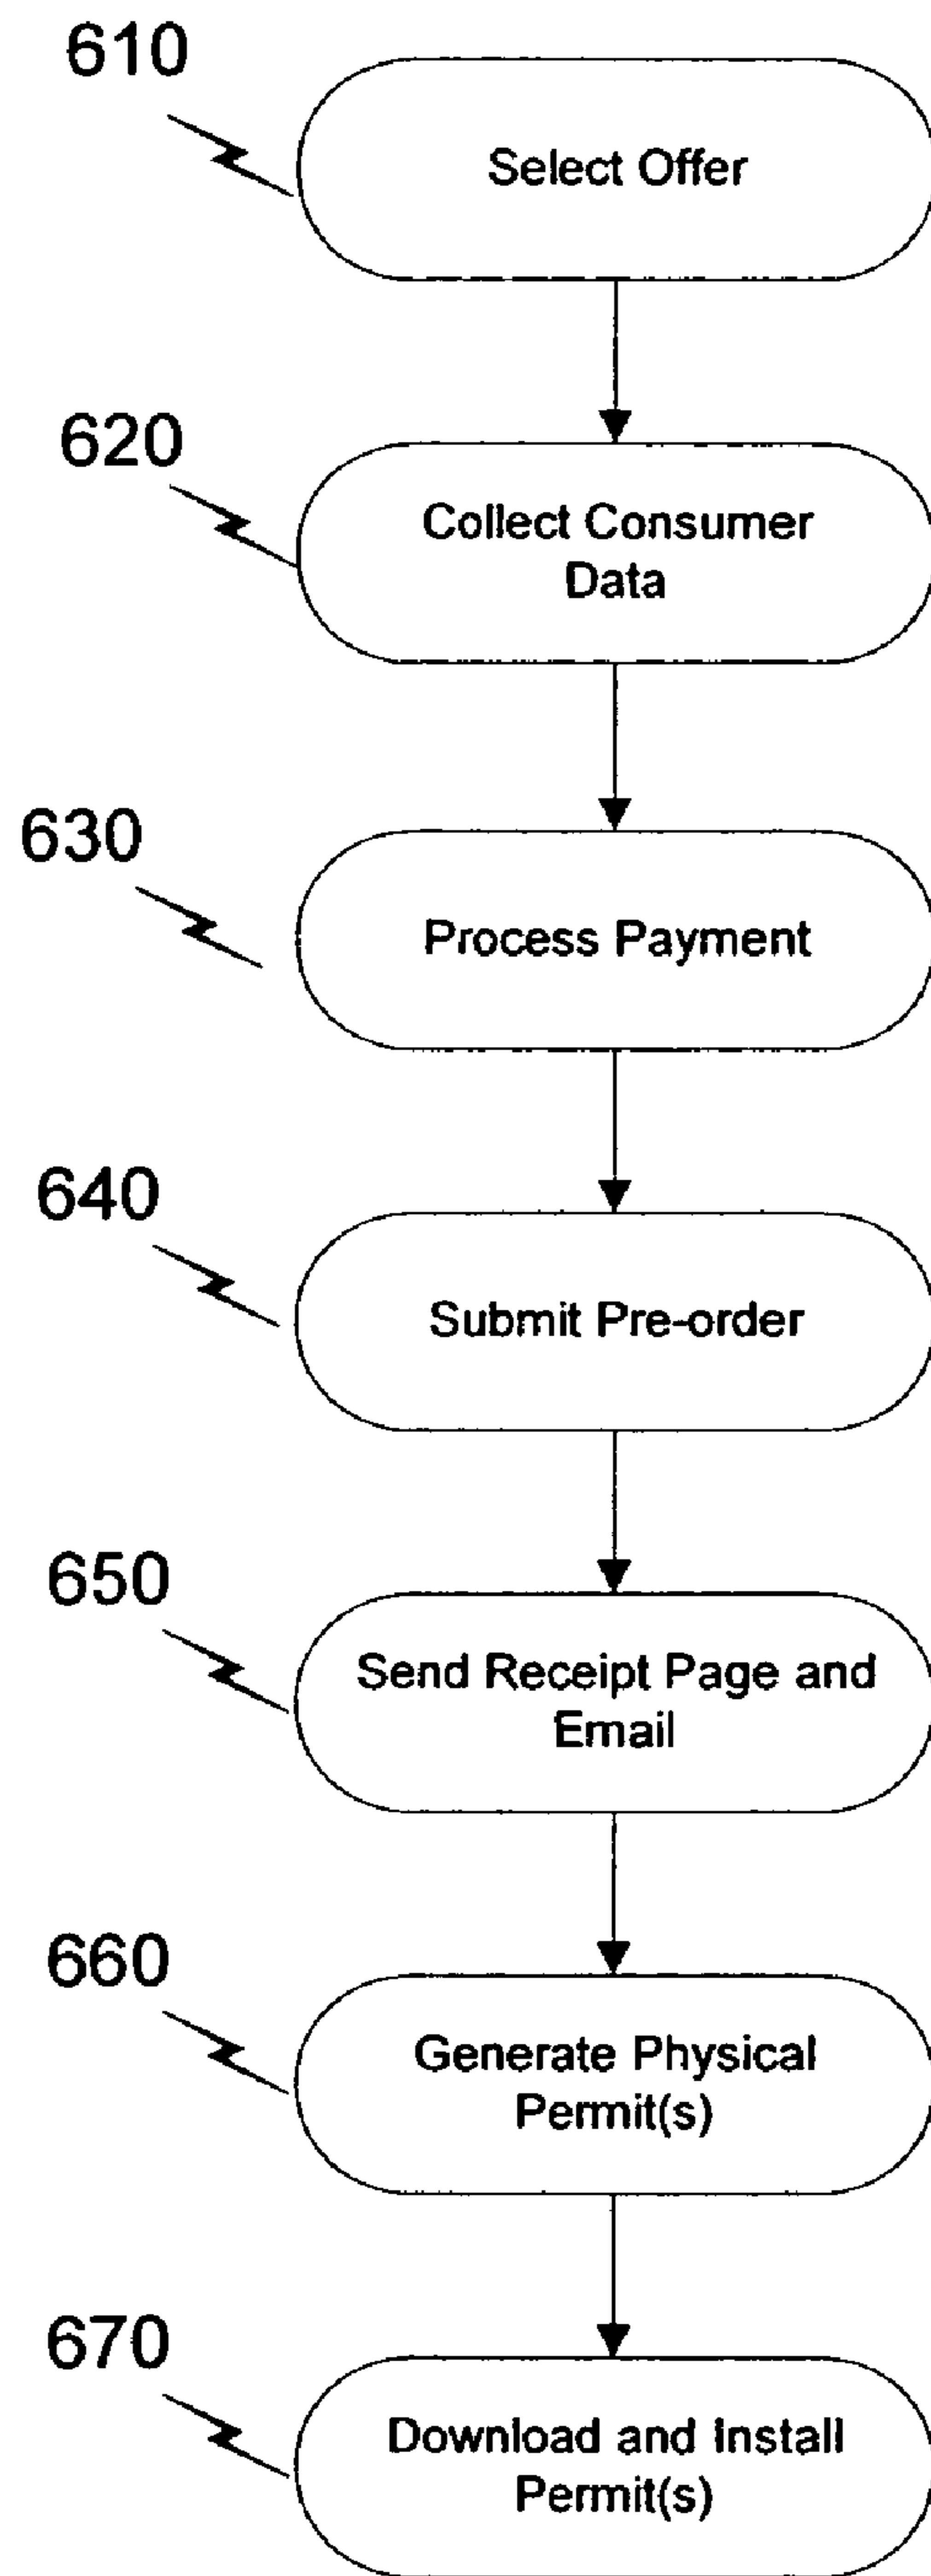 610
Select Offer
620
Collect Consumer
Data
630
Process Payment
640
Submit Pre-order
650
Send Receipt Page and
Email
660
Generate Physical
Permit(s)
670
Download and Install
Permit(s)